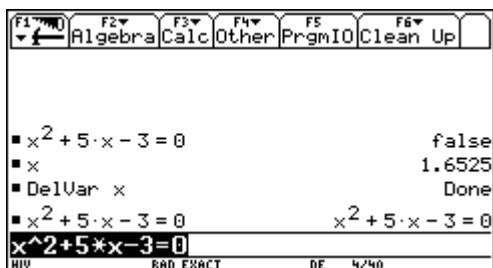 F1 F2 F3 F4 F5 F6
Algebra Calc Other PrgmIO Clean Up
x² + 5·x - 3 = 0 false
x 1.6525
DelVar x Done
x² + 5·x - 3 = 0 x² + 5·x - 3 = 0
x^2+5*x-3=0
RAD EXACT DE 4/40